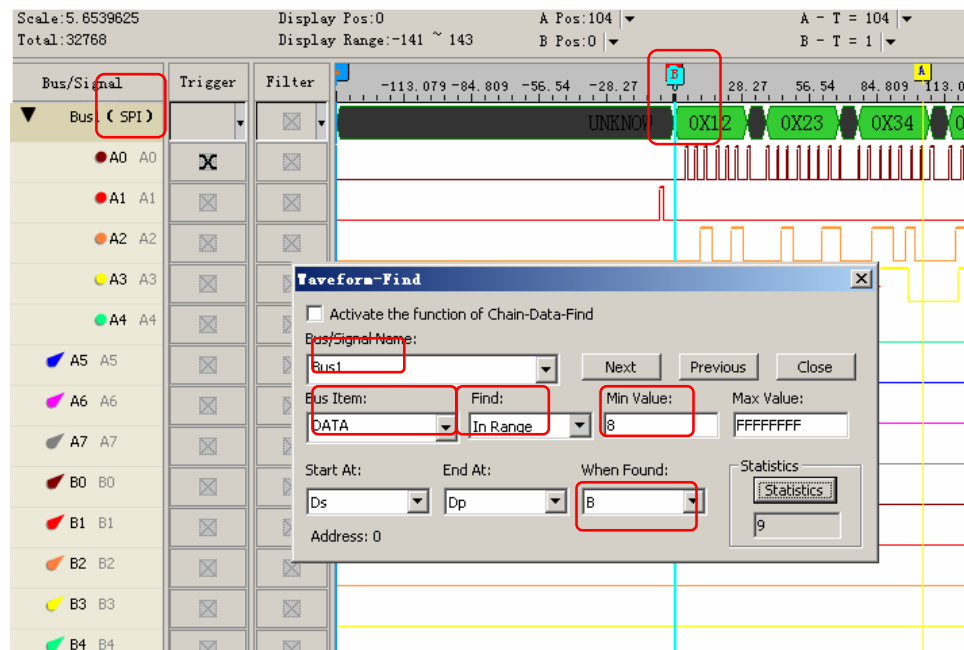 Scale:5.6539625 Display Pos:0 A Pos:104 A - T = 104
Total:32768 Display Range:-141 ~ 143 B Pos:0 B - T = 1
Bus/Signal Trigger Filter -113.079 -84.809 -56.54 -28.27 B 28.27 56.54 84.809 A 113.0
Bus1 (SPI) UNKNOW 0X12 0X23 0X34 0
A0 A0
A1 A1
A2 A2
A3 A3
A4 A4
A5 A5
A6 A6
A7 A7
B0 B0
B1 B1
B2 B2
B3 B3
B4 B4
Waveform-Find
Activate the function of Chain-Data-Find
Bus/Signal Name:
Bus1 Next Previous Close
Bus Item: Find: Min Value: Max Value:
DATA In Range 8 FFFFFFFF
Start At: End At: When Found: Statistics
Ds Dp B Statistics
9
Address: 0